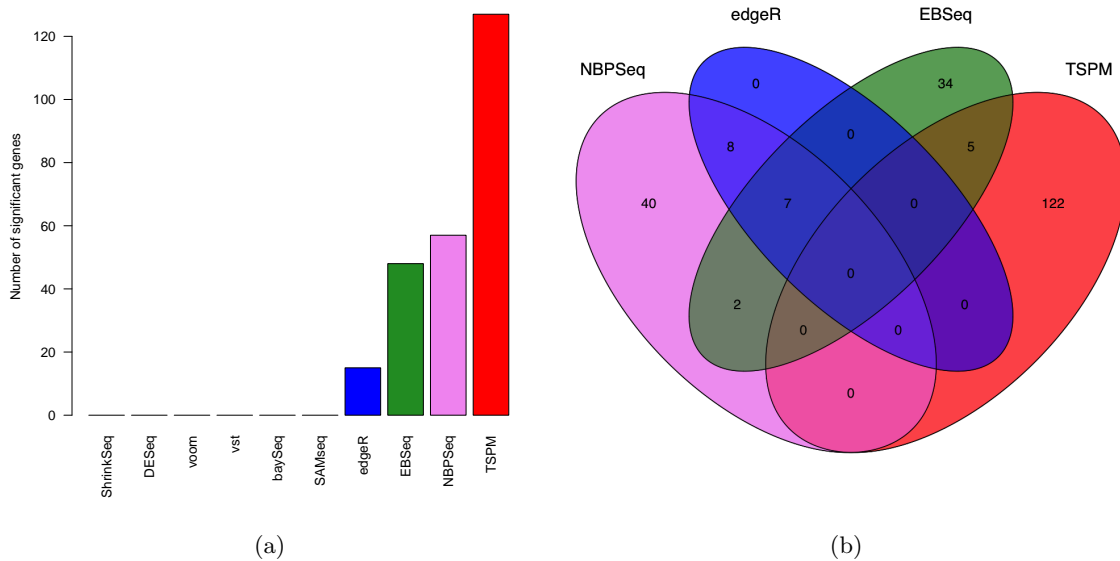 Number of significant genes
120
100
80
60
40
20
0
ShrinkSeq
DESeq
voom
vst
baySeq
SAMseq
edgeR
EBSeq
NBPSeq
TSPM
(a)
edgeR EBSeq
NBPSeq TSPM
0 34
0
8 5
40 7 0 122
0
2 0
0 0
0
(b)